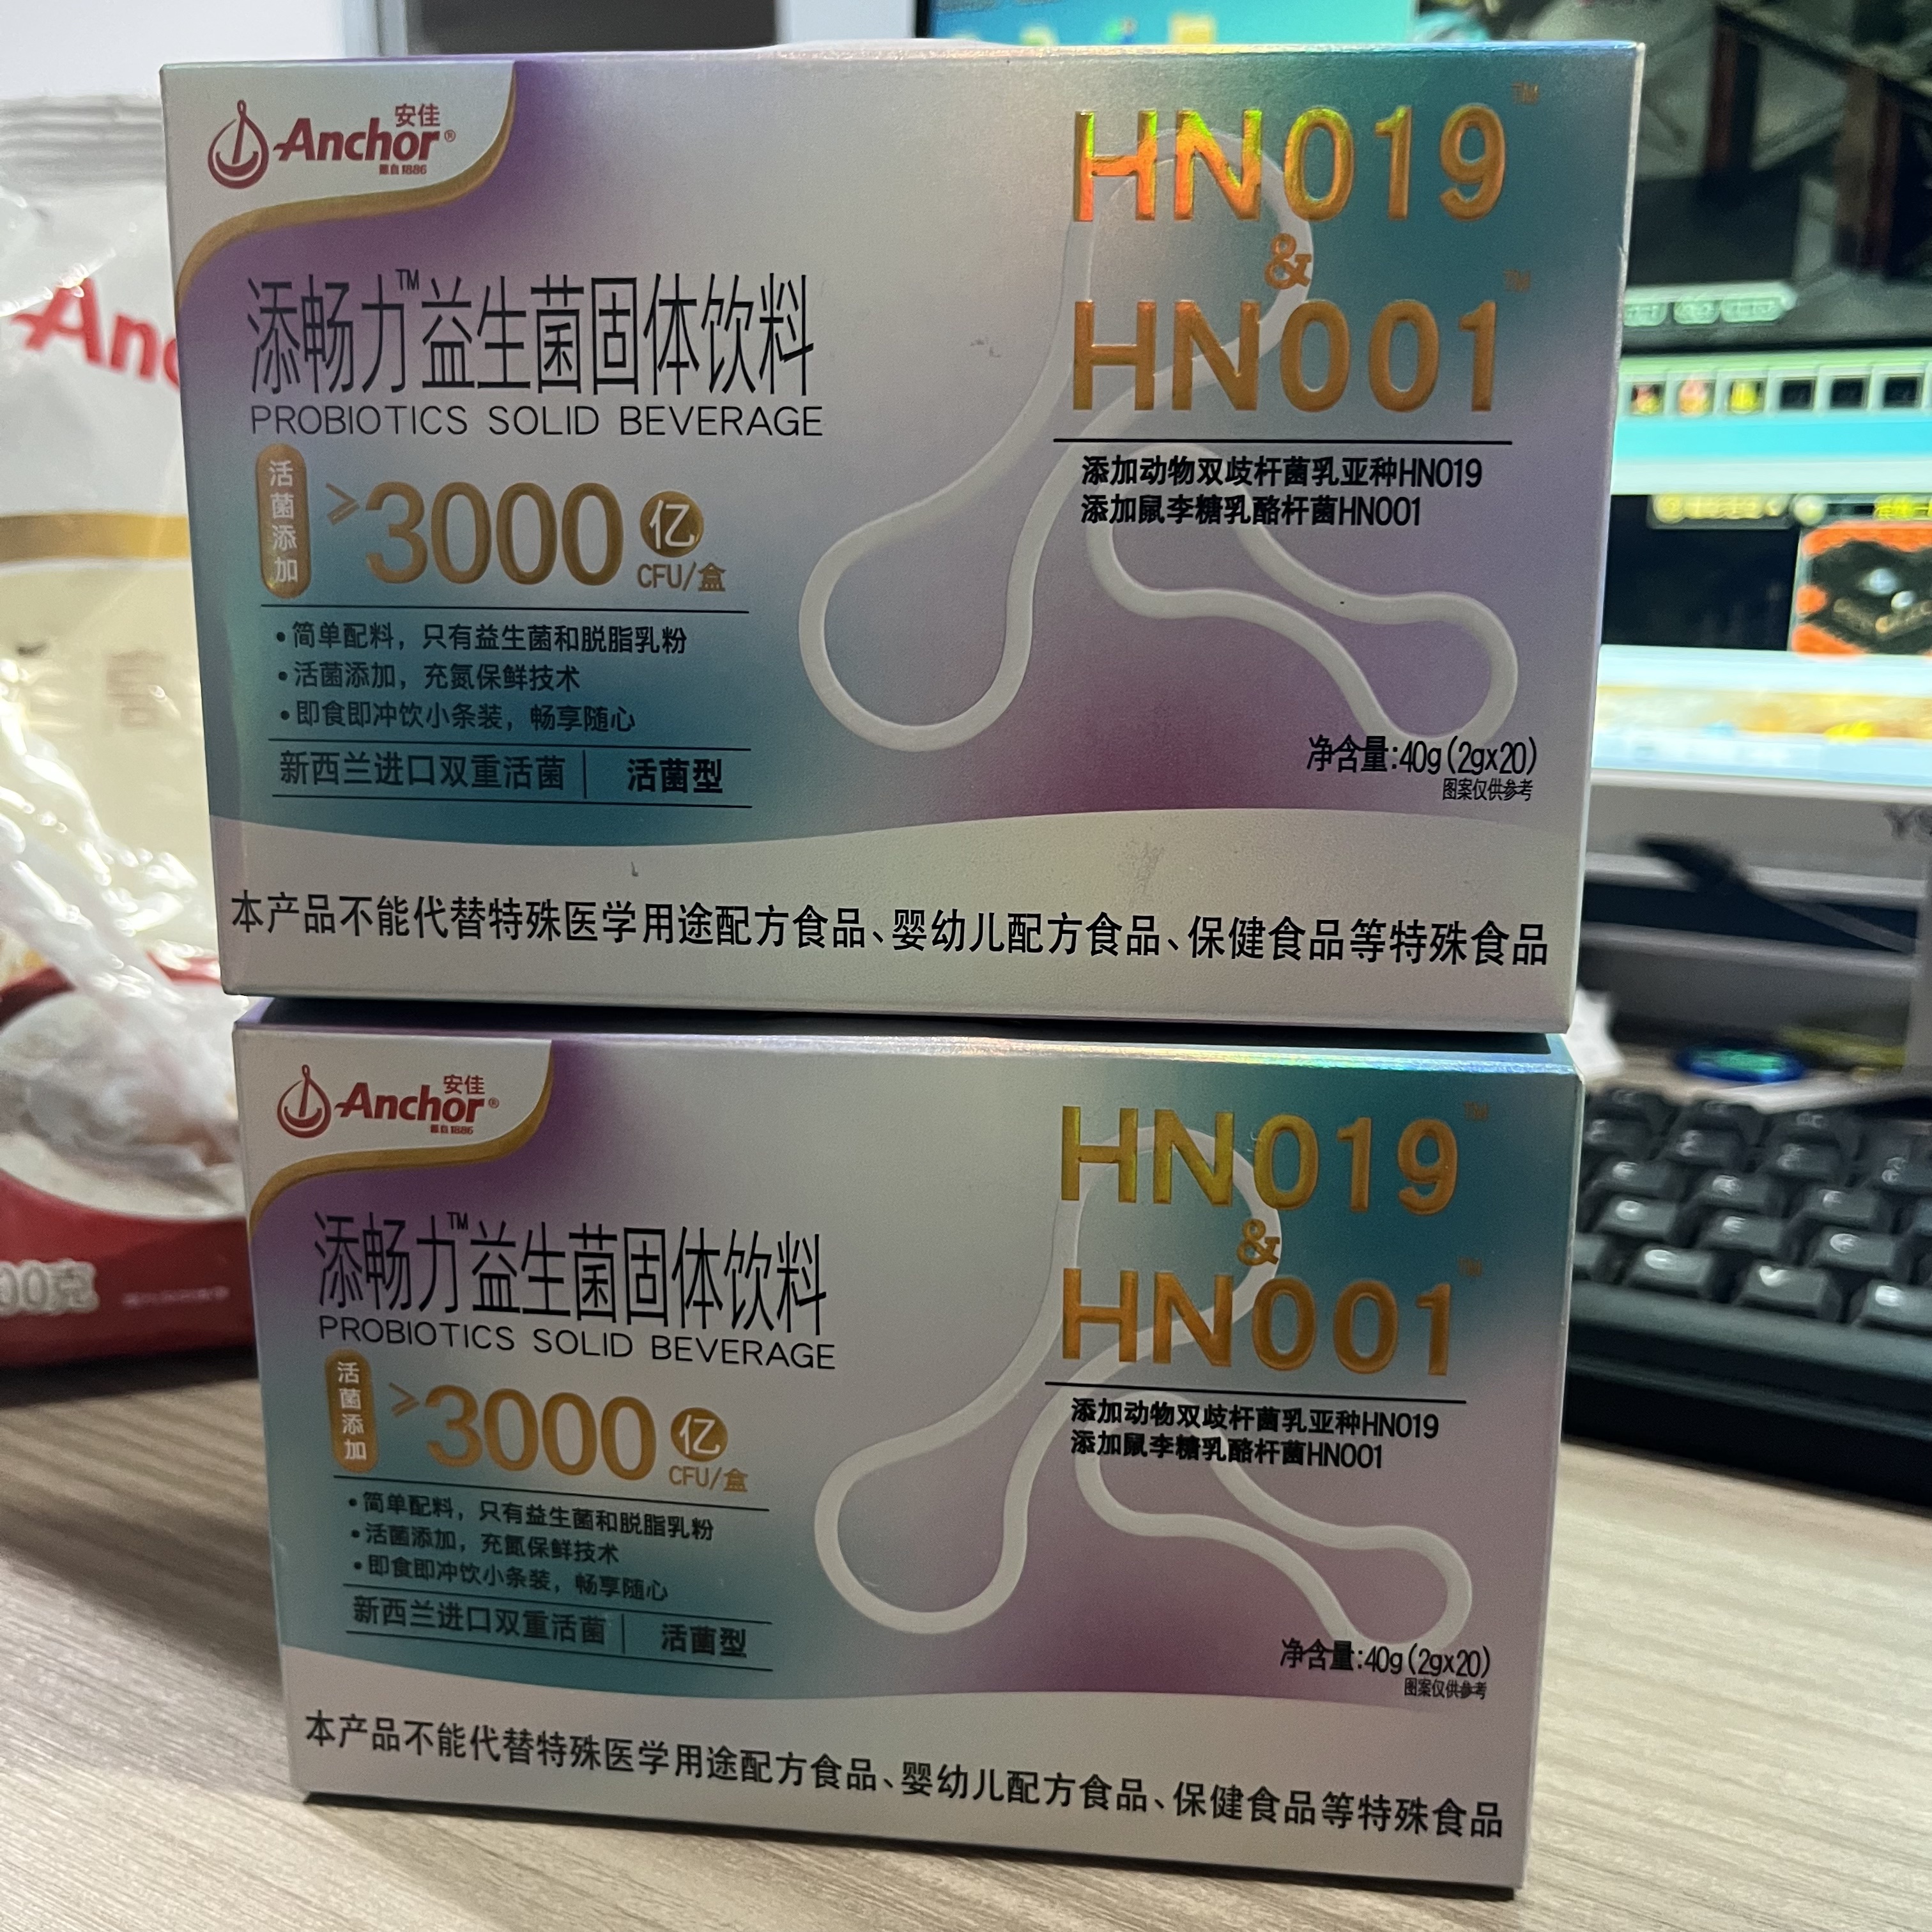 安佳
Anchor®
源自1886
HN019™
&
HN001™
添畅力™益生菌固体饮料
PROBIOTICS SOLID BEVERAGE
活菌添加
≥3000亿
CFU/盒
添加动物双歧杆菌乳亚种HN019
添加鼠李糖乳酪杆菌HN001
•简单配料，只有益生菌和脱脂乳粉
•活菌添加，充氮保鲜技术
•即食即冲饮小条装，畅享随心
新西兰进口双重活菌 | 活菌型
净含量:40g(2gx20)
图案仅供参考
本产品不能代替特殊医学用途配方食品、婴幼儿配方食品、保健食品等特殊食品
安佳
Anchor®
源自1886
HN019™
&
HN001™
添畅力™益生菌固体饮料
PROBIOTICS SOLID BEVERAGE
活菌添加
≥3000亿
CFU/盒
添加动物双歧杆菌乳亚种HN019
添加鼠李糖乳酪杆菌HN001
•简单配料，只有益生菌和脱脂乳粉
•活菌添加，充氮保鲜技术
•即食即冲饮小条装，畅享随心
新西兰进口双重活菌 | 活菌型
净含量:40g(2gx20)
图案仅供参考
本产品不能代替特殊医学用途配方食品、婴幼儿配方食品、保健食品等特殊食品
Anc
00克